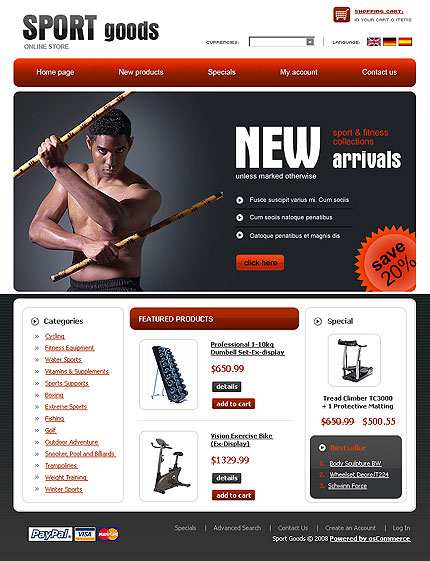 SPORT goods
ONLINE STORE
SHOPPING CART:
IN YOUR CART 0 ITEMS
CURRENCIES:
LANGUAGE:
Home page
New products
Specials
My account
Contact us
NEW
sport & fitness
collections
arrivals
unless marked otherwise
Fusce suscipit varius mi. Cum sociis
Cum sociis natoque penatibus
Oatoque penatibus et magnis dis
click here
save
20%
Categories
Cycling
Fitness Equipment
Water Sports
Vitamins & Supplements
Sports Supports
Boxing
Extreme Sports
Fishing
Golf
Outdoor Adventure
Snooker, Pool and Billiards
Trampolines
Weight Training
Winter Sports
FEATURED PRODUCTS
Professional 1-10kg
Dumbell Set-Ex-display
$650.99
details
add to cart
Vision Exercise Bike
(Ex-Display)
$1329.99
details
add to cart
Special
Tread Climber TC3000
+ 1 Protective Matting
$650.99 $500.55
Bestseller
1. Body Sculpture BW
2. Wheelset Deore/T224
3. Schwinn Force
PayPal VISA MasterCard
Specials | Advanced Search | Contact Us | Create an Account | Log In
Sport Goods © 2008 Powered by osCommerce